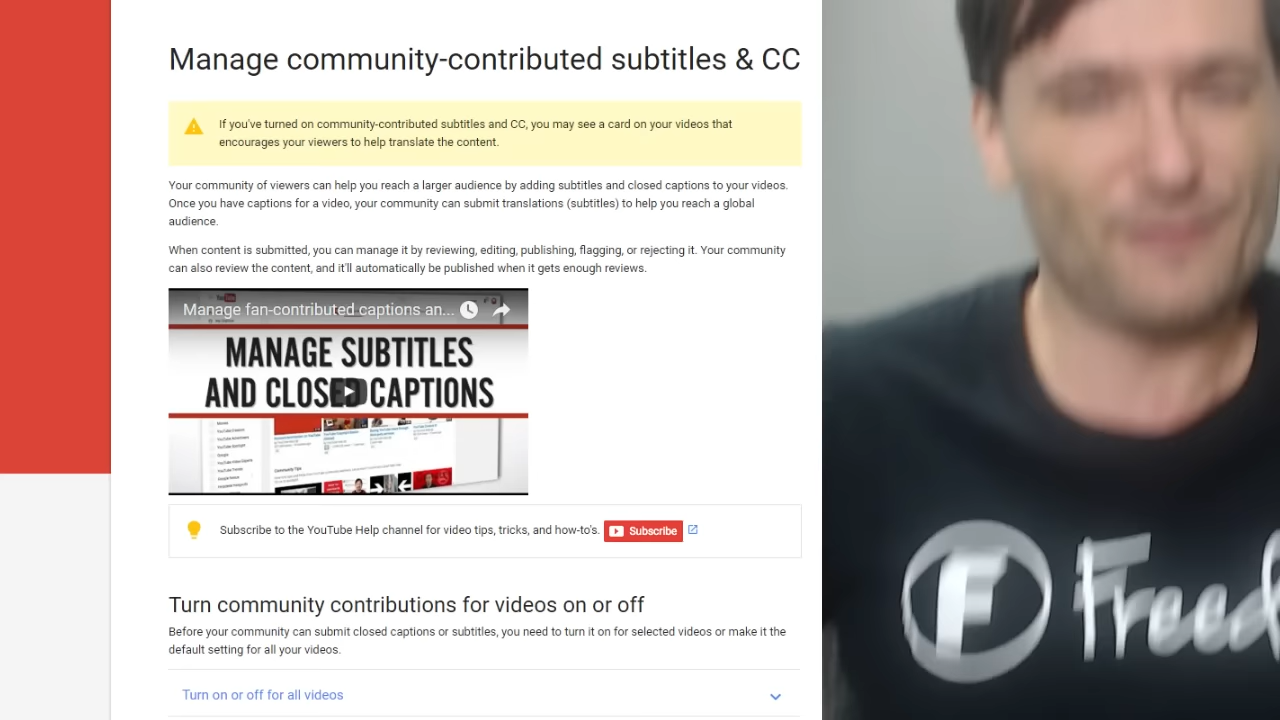 Manage community-contributed subtitles & CC
If you've turned on community-contributed subtitles and CC, you may see a card on your videos that
encourages your viewers to help translate the content.
Your community of viewers can help you reach a larger audience by adding subtitles and closed captions to your videos.
Once you have captions for a video, your community can submit translations (subtitles) to help you reach a global
audience.
When content is submitted, you can manage it by reviewing, editing, publishing, flagging, or rejecting it. Your community
can also review the content, and it'll automatically be published when it gets enough reviews.
Manage fan-contributed captions an...
MANAGE SUBTITLES
AND CLOSED CAPTIONS
Subscribe to the YouTube Help channel for video tips, tricks, and how-to's. Subscribe
Turn community contributions for videos on or off
Before your community can submit closed captions or subtitles, you need to turn it on for selected videos or make it the
default setting for all your videos.
Turn on or off for all videos
F Freed